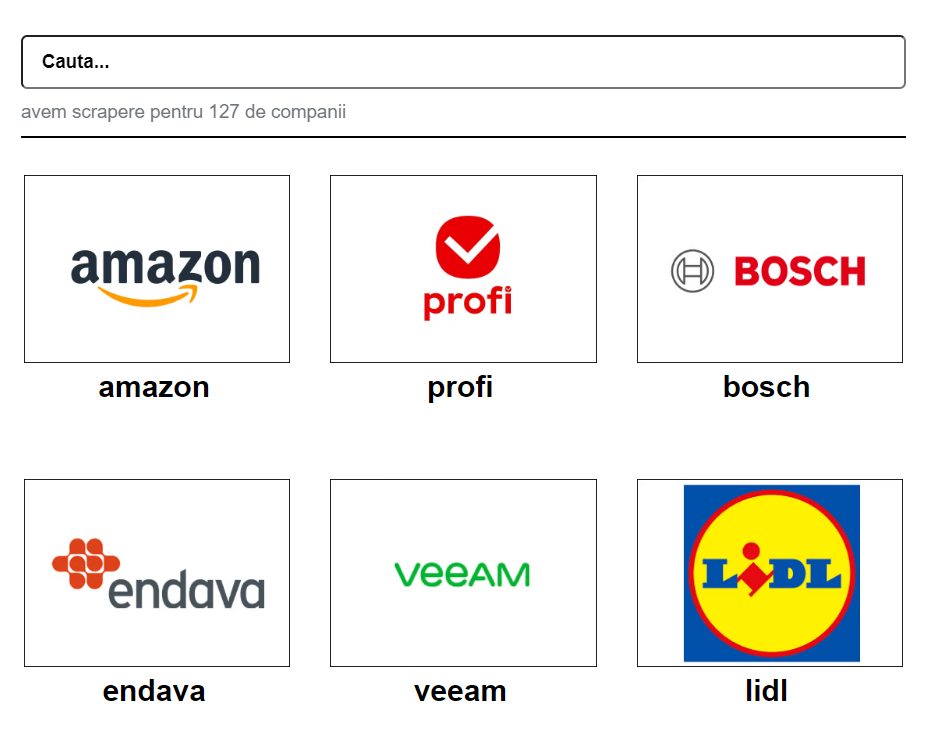 Cauta...
avem scrapere pentru 127 de companii
amazon
profi
BOSCH
amazon
profi
bosch
endava
veeAM
LIDL
endava
veeam
lidl